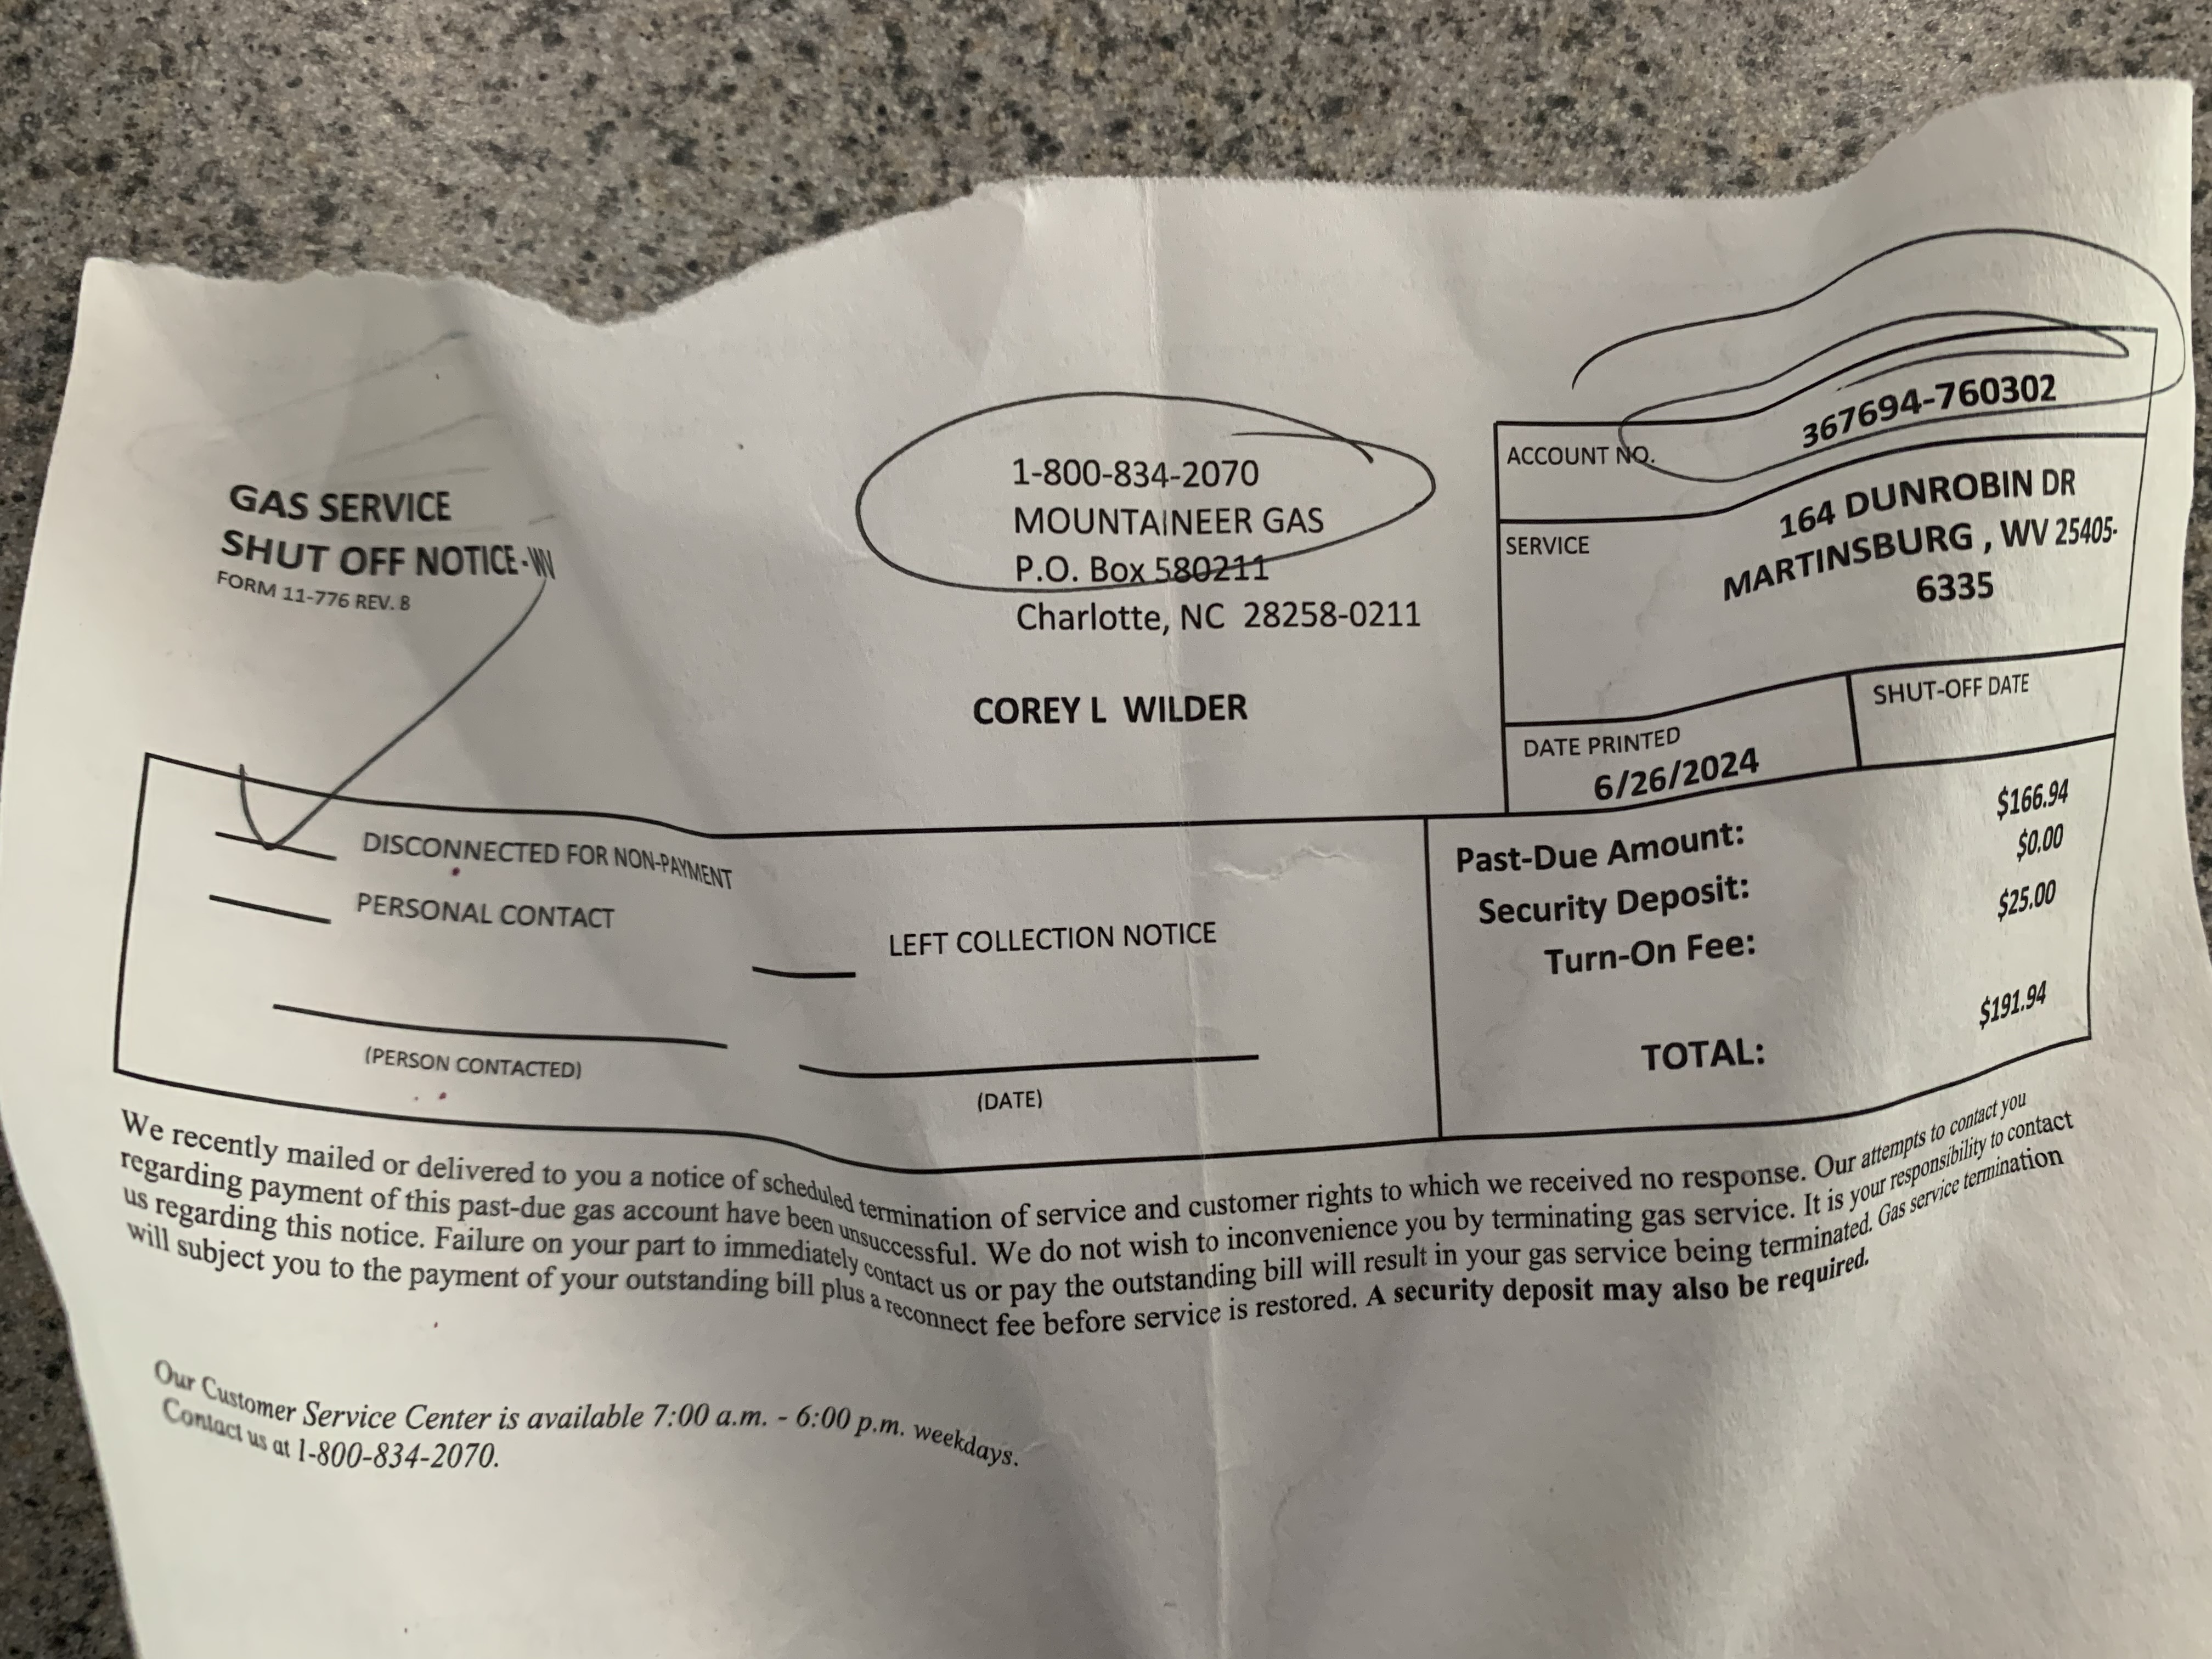 GAS SERVICE
SHUT OFF NOTICE - WV
FORM 11-776 REV. 8
1-800-834-2070
MOUNTAINEER GAS
P.O. Box 580211
Charlotte, NC 28258-0211
COREY L WILDER
ACCOUNT NO.
367694-760302
SERVICE
164 DUNROBIN DR
MARTINSBURG , WV 25405-
6335
DATE PRINTED
6/26/2024
SHUT-OFF DATE
DISCONNECTED FOR NON-PAYMENT
PERSONAL CONTACT
LEFT COLLECTION NOTICE
(PERSON CONTACTED)
(DATE)
Past-Due Amount: $166.94
Security Deposit: $0.00
Turn-On Fee: $25.00
TOTAL: $191.94
We recently mailed or delivered to you a notice of scheduled termination of service and customer rights to which we received no response. Our attempts to contact you
regarding payment of this past-due gas account have been unsuccessful. We do not wish to inconvenience you by terminating gas service. It is your responsibility to contact
us regarding this notice. Failure on your part to immediately contact us or pay the outstanding bill will result in your gas service being terminated. Gas service termination
will subject you to the payment of your outstanding bill plus a reconnect fee before service is restored. A security deposit may also be required.
Our Customer Service Center is available 7:00 a.m. - 6:00 p.m. weekdays.
Contact us at 1-800-834-2070.